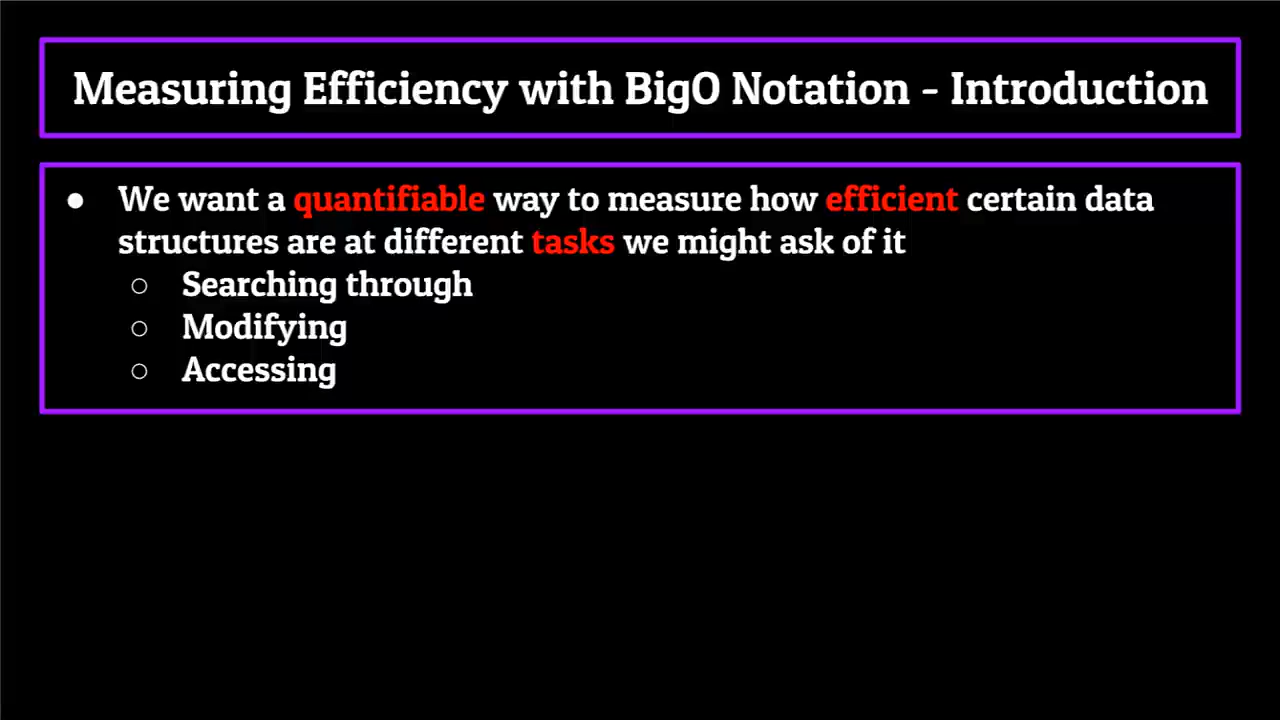 Measuring Efficiency with BigO Notation - Introduction
● We want a quantifiable way to measure how efficient certain data
structures are at different tasks we might ask of it
○ Searching through
○ Modifying
○ Accessing